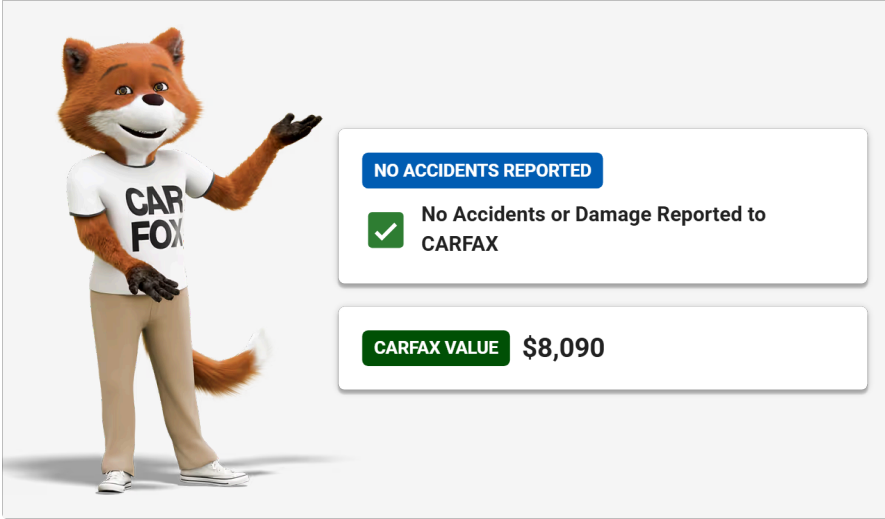 CAR
FOX
NO ACCIDENTS REPORTED
No Accidents or Damage Reported to
CARFAX
CARFAX VALUE $8,090